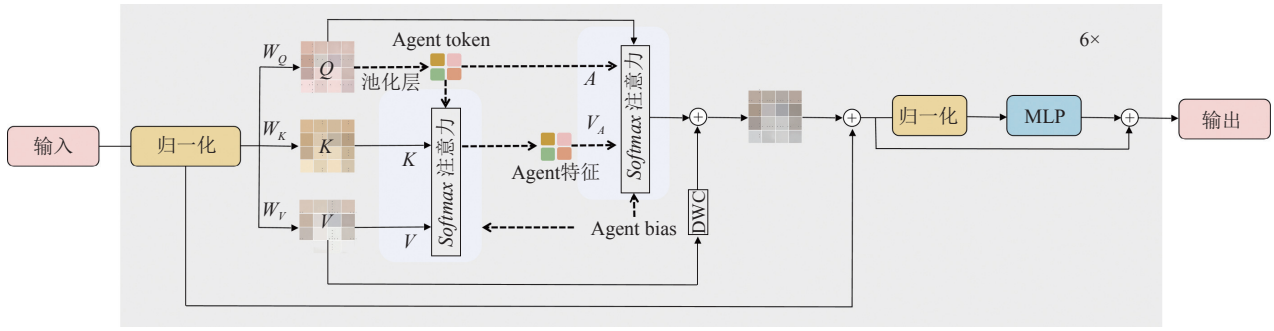 6×
Agent token
W_Q
Q
池化层
A
Softmax 注意力
输入
归一化
W_K
K
K
Softmax 注意力
V_A
Agent特征
归一化
MLP
输出
W_V
V
V
Agent bias
DWC